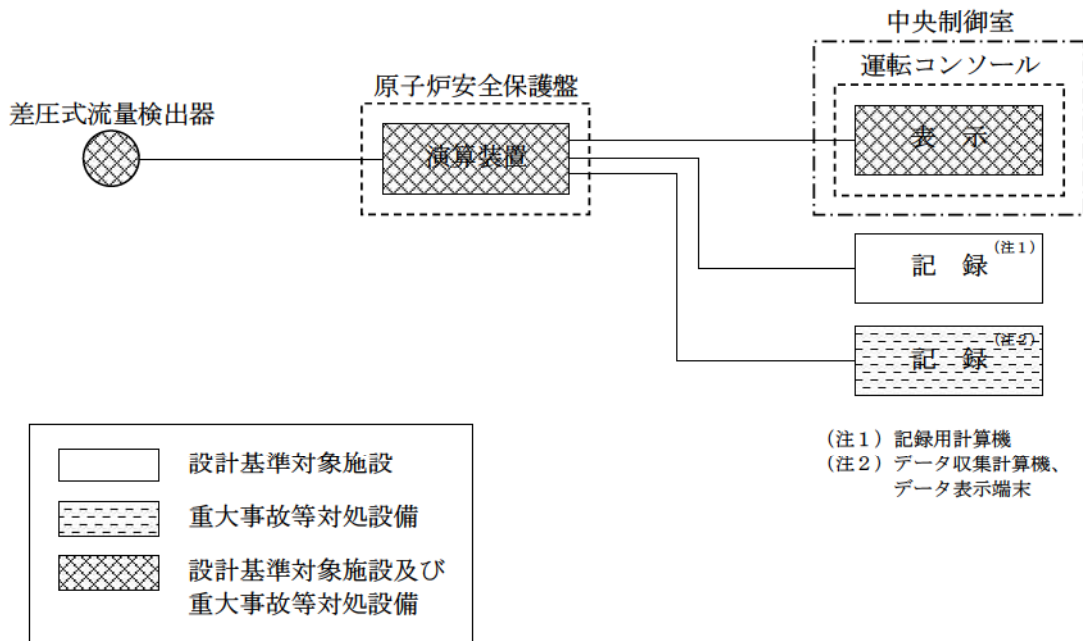 中央制御室
運転コンソール
原子炉安全保護盤
差圧式流量検出器
演算装置
表 示
記 録(注1)
記 録(注2)
(注1)記録用計算機
(注2)データ収集計算機、
データ表示端末
設計基準対象施設
重大事故等対処設備
設計基準対象施設及び
重大事故等対処設備